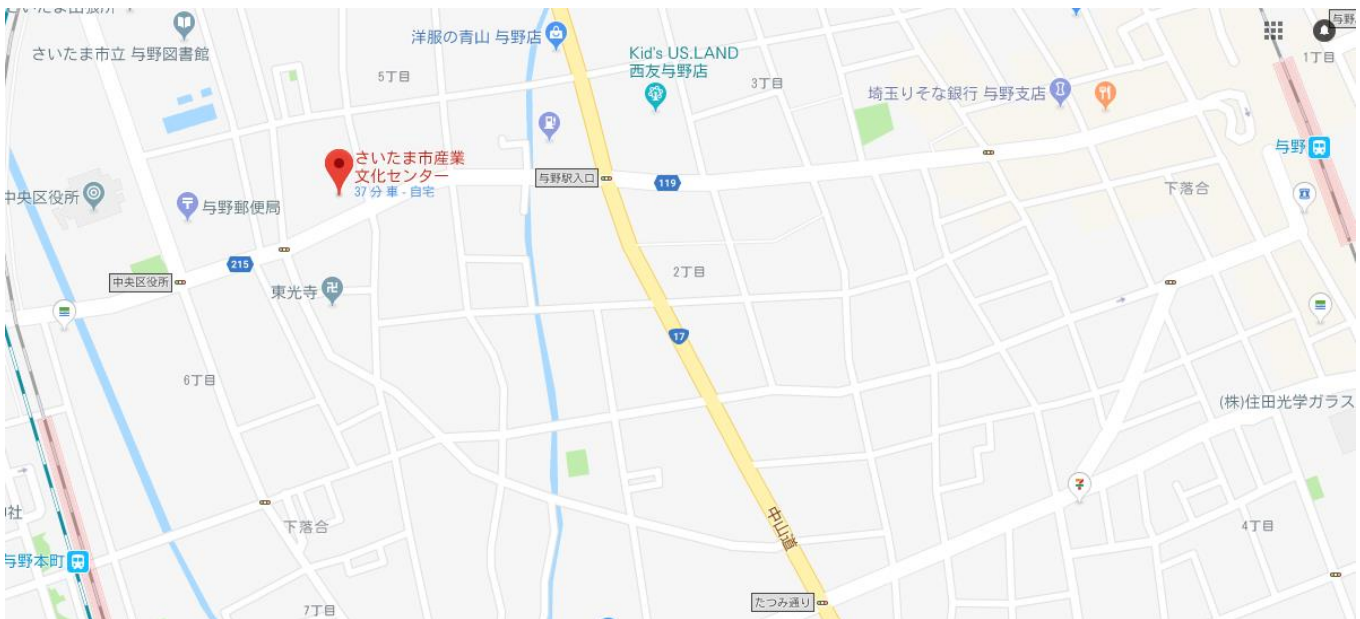 さいたま市立 与野図書館
洋服の青山 与野店
Kid's US.LAND
西友与野店
5丁目
3丁目
埼玉りそな銀行 与野支店
1丁目
与野
さいたま市産業
文化センター
37 分 車 - 自宅
与野駅入口
119
下落合
中央区役所
与野郵便局
215
中央区役所
東光寺
2丁目
17
6丁目
(株)住田光学ガラス
中山道
下落合
4丁目
与野本町
7丁目
たつみ通り